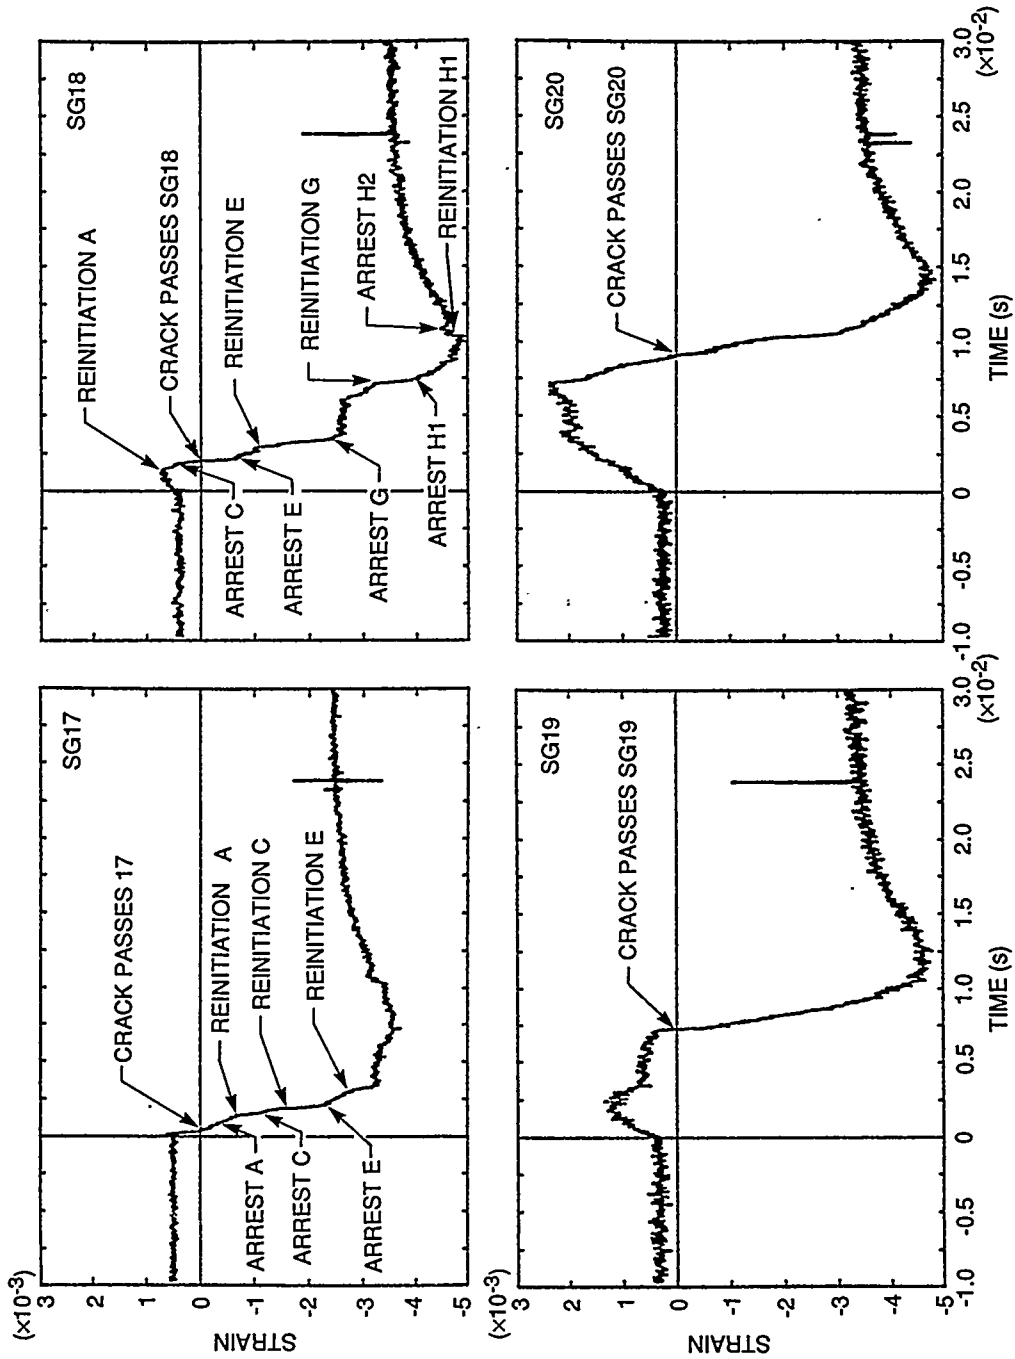 (×10-3)
3
2
1
0
-1
-2
-3
-4
-5
STRAIN
SG17
CRACK PASSES 17
REINITIATION A
REINITIATION C
REINITIATION E
ARREST A
ARREST C
ARREST E
SG18
REINITIATION A
CRACK PASSES SG18
REINITIATION E
REINITIATION G
ARREST H2
REINITIATION H1
ARREST C
ARREST E
ARREST G
ARREST H1
(×10-3)
3
2
1
0
-1
-2
-3
-4
-5
STRAIN
SG19
CRACK PASSES SG19
-1.0 -0.5 0 0.5 1.0 1.5 2.0 2.5 3.0
(×10-2)
TIME (s)
SG20
CRACK PASSES SG20
-1.0 -0.5 0 0.5 1.0 1.5 2.0 2.5 3.0
(×10-2)
TIME (s)